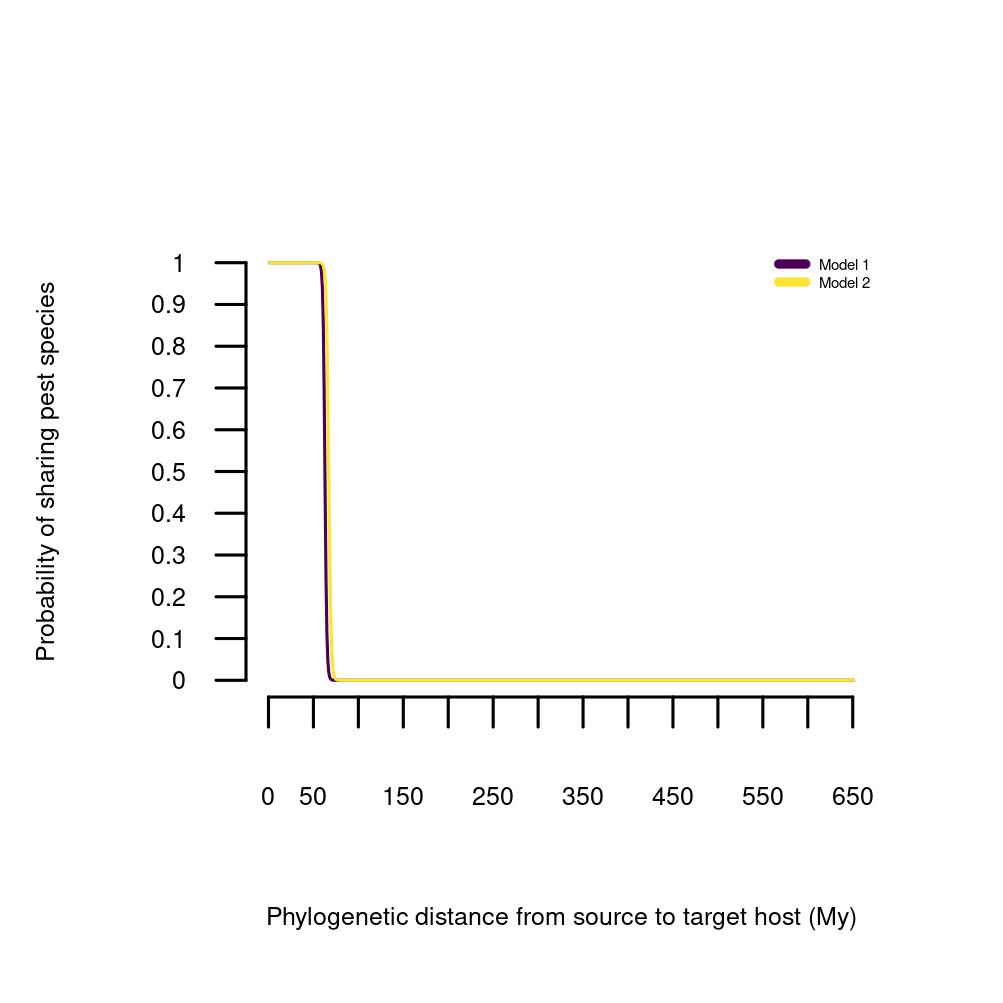 Model 1
Model 2
Probability of sharing pest species
1
0.9
0.8
0.7
0.6
0.5
0.4
0.3
0.2
0.1
0
0 50 150 250 350 450 550 650
Phylogenetic distance from source to target host (My)